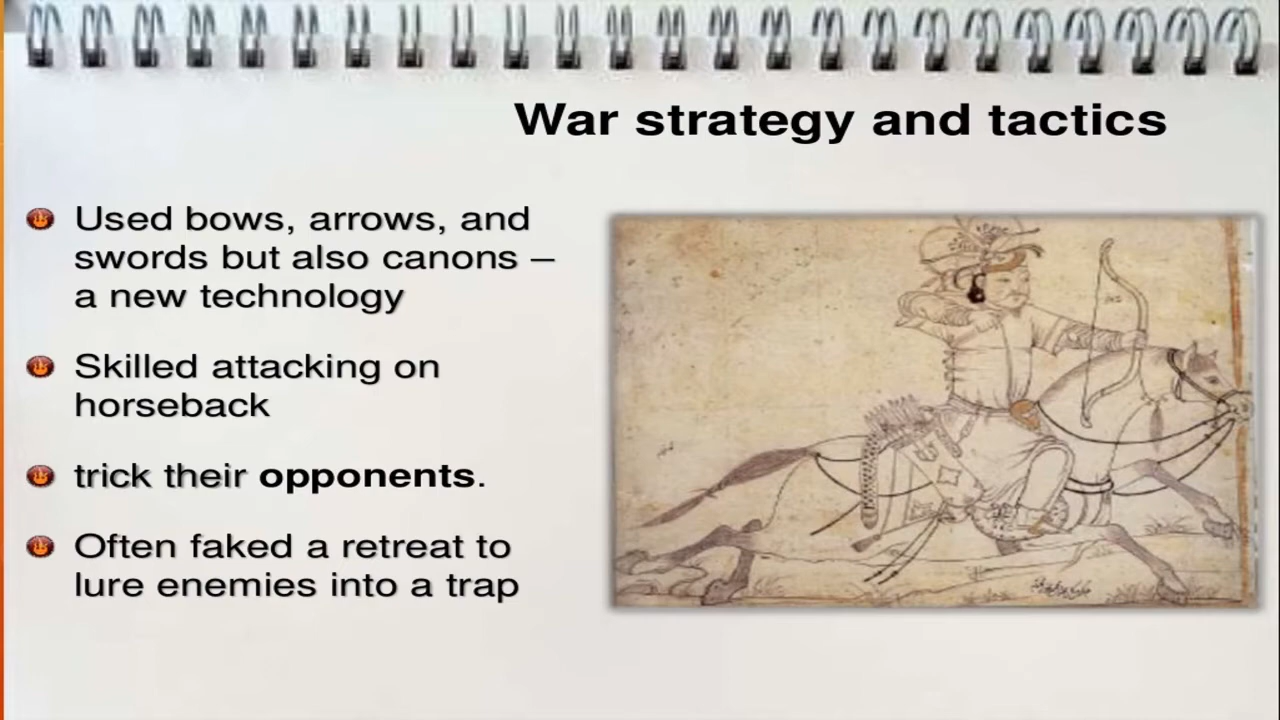 War strategy and tactics
Used bows, arrows, and
swords but also canons –
a new technology
Skilled attacking on
horseback
trick their opponents.
Often faked a retreat to
lure enemies into a trap